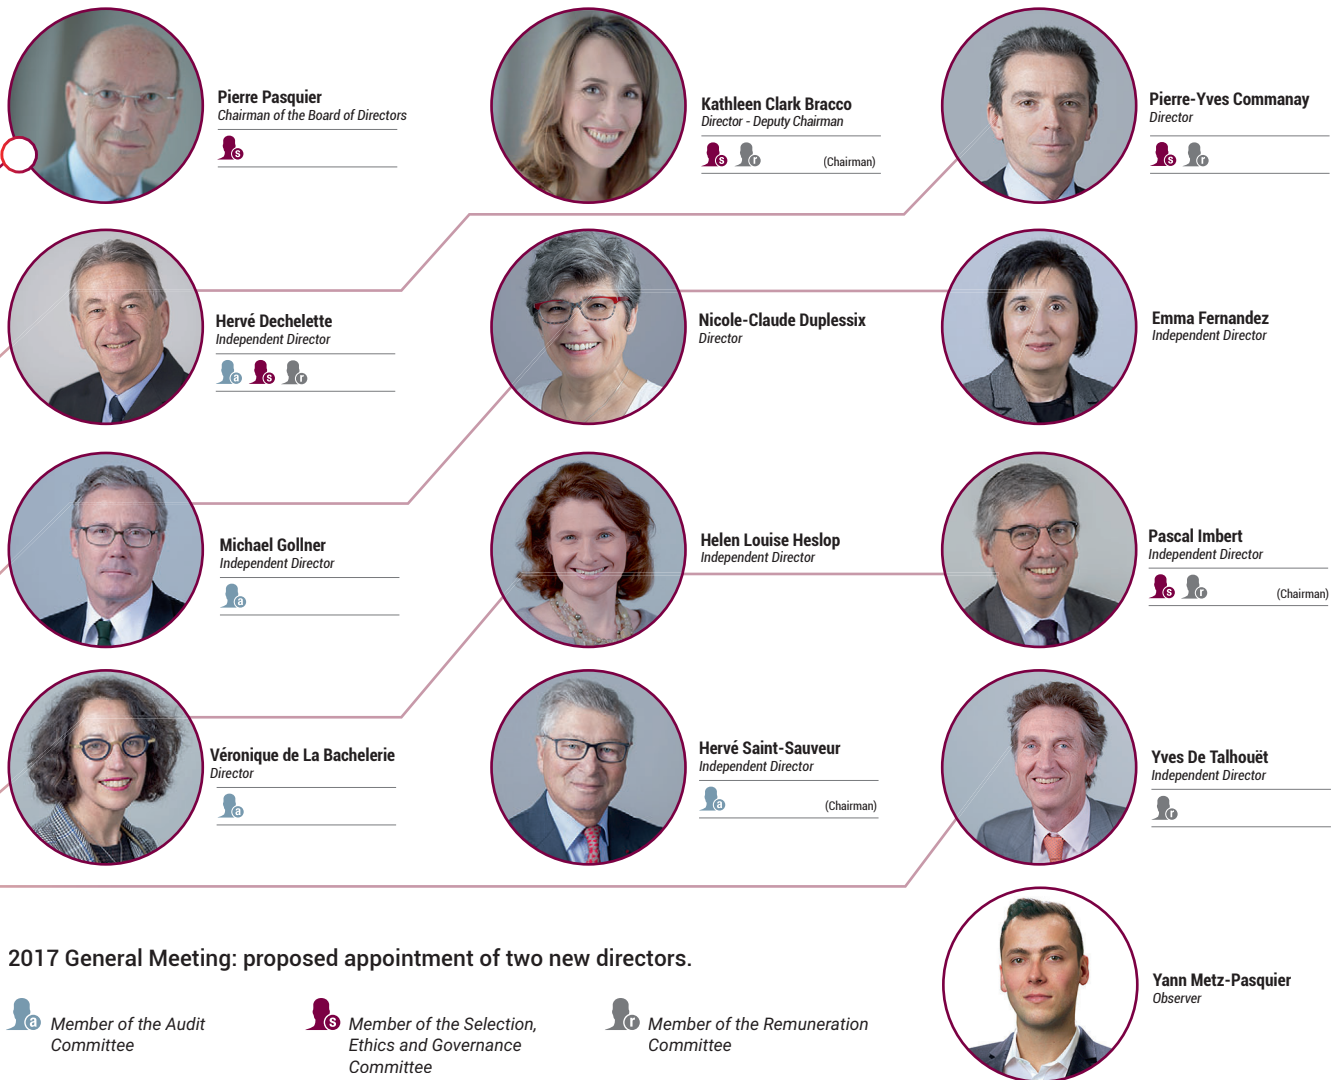 Pierre Pasquier
Chairman of the Board of Directors
s
Kathleen Clark Bracco
Director - Deputy Chairman
s r (Chairman)
Pierre-Yves Commanay
Director
s r
Hervé Dechelette
Independent Director
a s r
Nicole-Claude Duplessix
Director
Emma Fernandez
Independent Director
Michael Gollner
Independent Director
a
Helen Louise Heslop
Independent Director
Pascal Imbert
Independent Director
s r (Chairman)
Véronique de La Bachelerie
Director
a
Hervé Saint-Sauveur
Independent Director
a (Chairman)
Yves De Talhouët
Independent Director
r
Yann Metz-Pasquier
Observer
2017 General Meeting: proposed appointment of two new directors.
a Member of the Audit
Committee
s Member of the Selection,
Ethics and Governance
Committee
r Member of the Remuneration
Committee